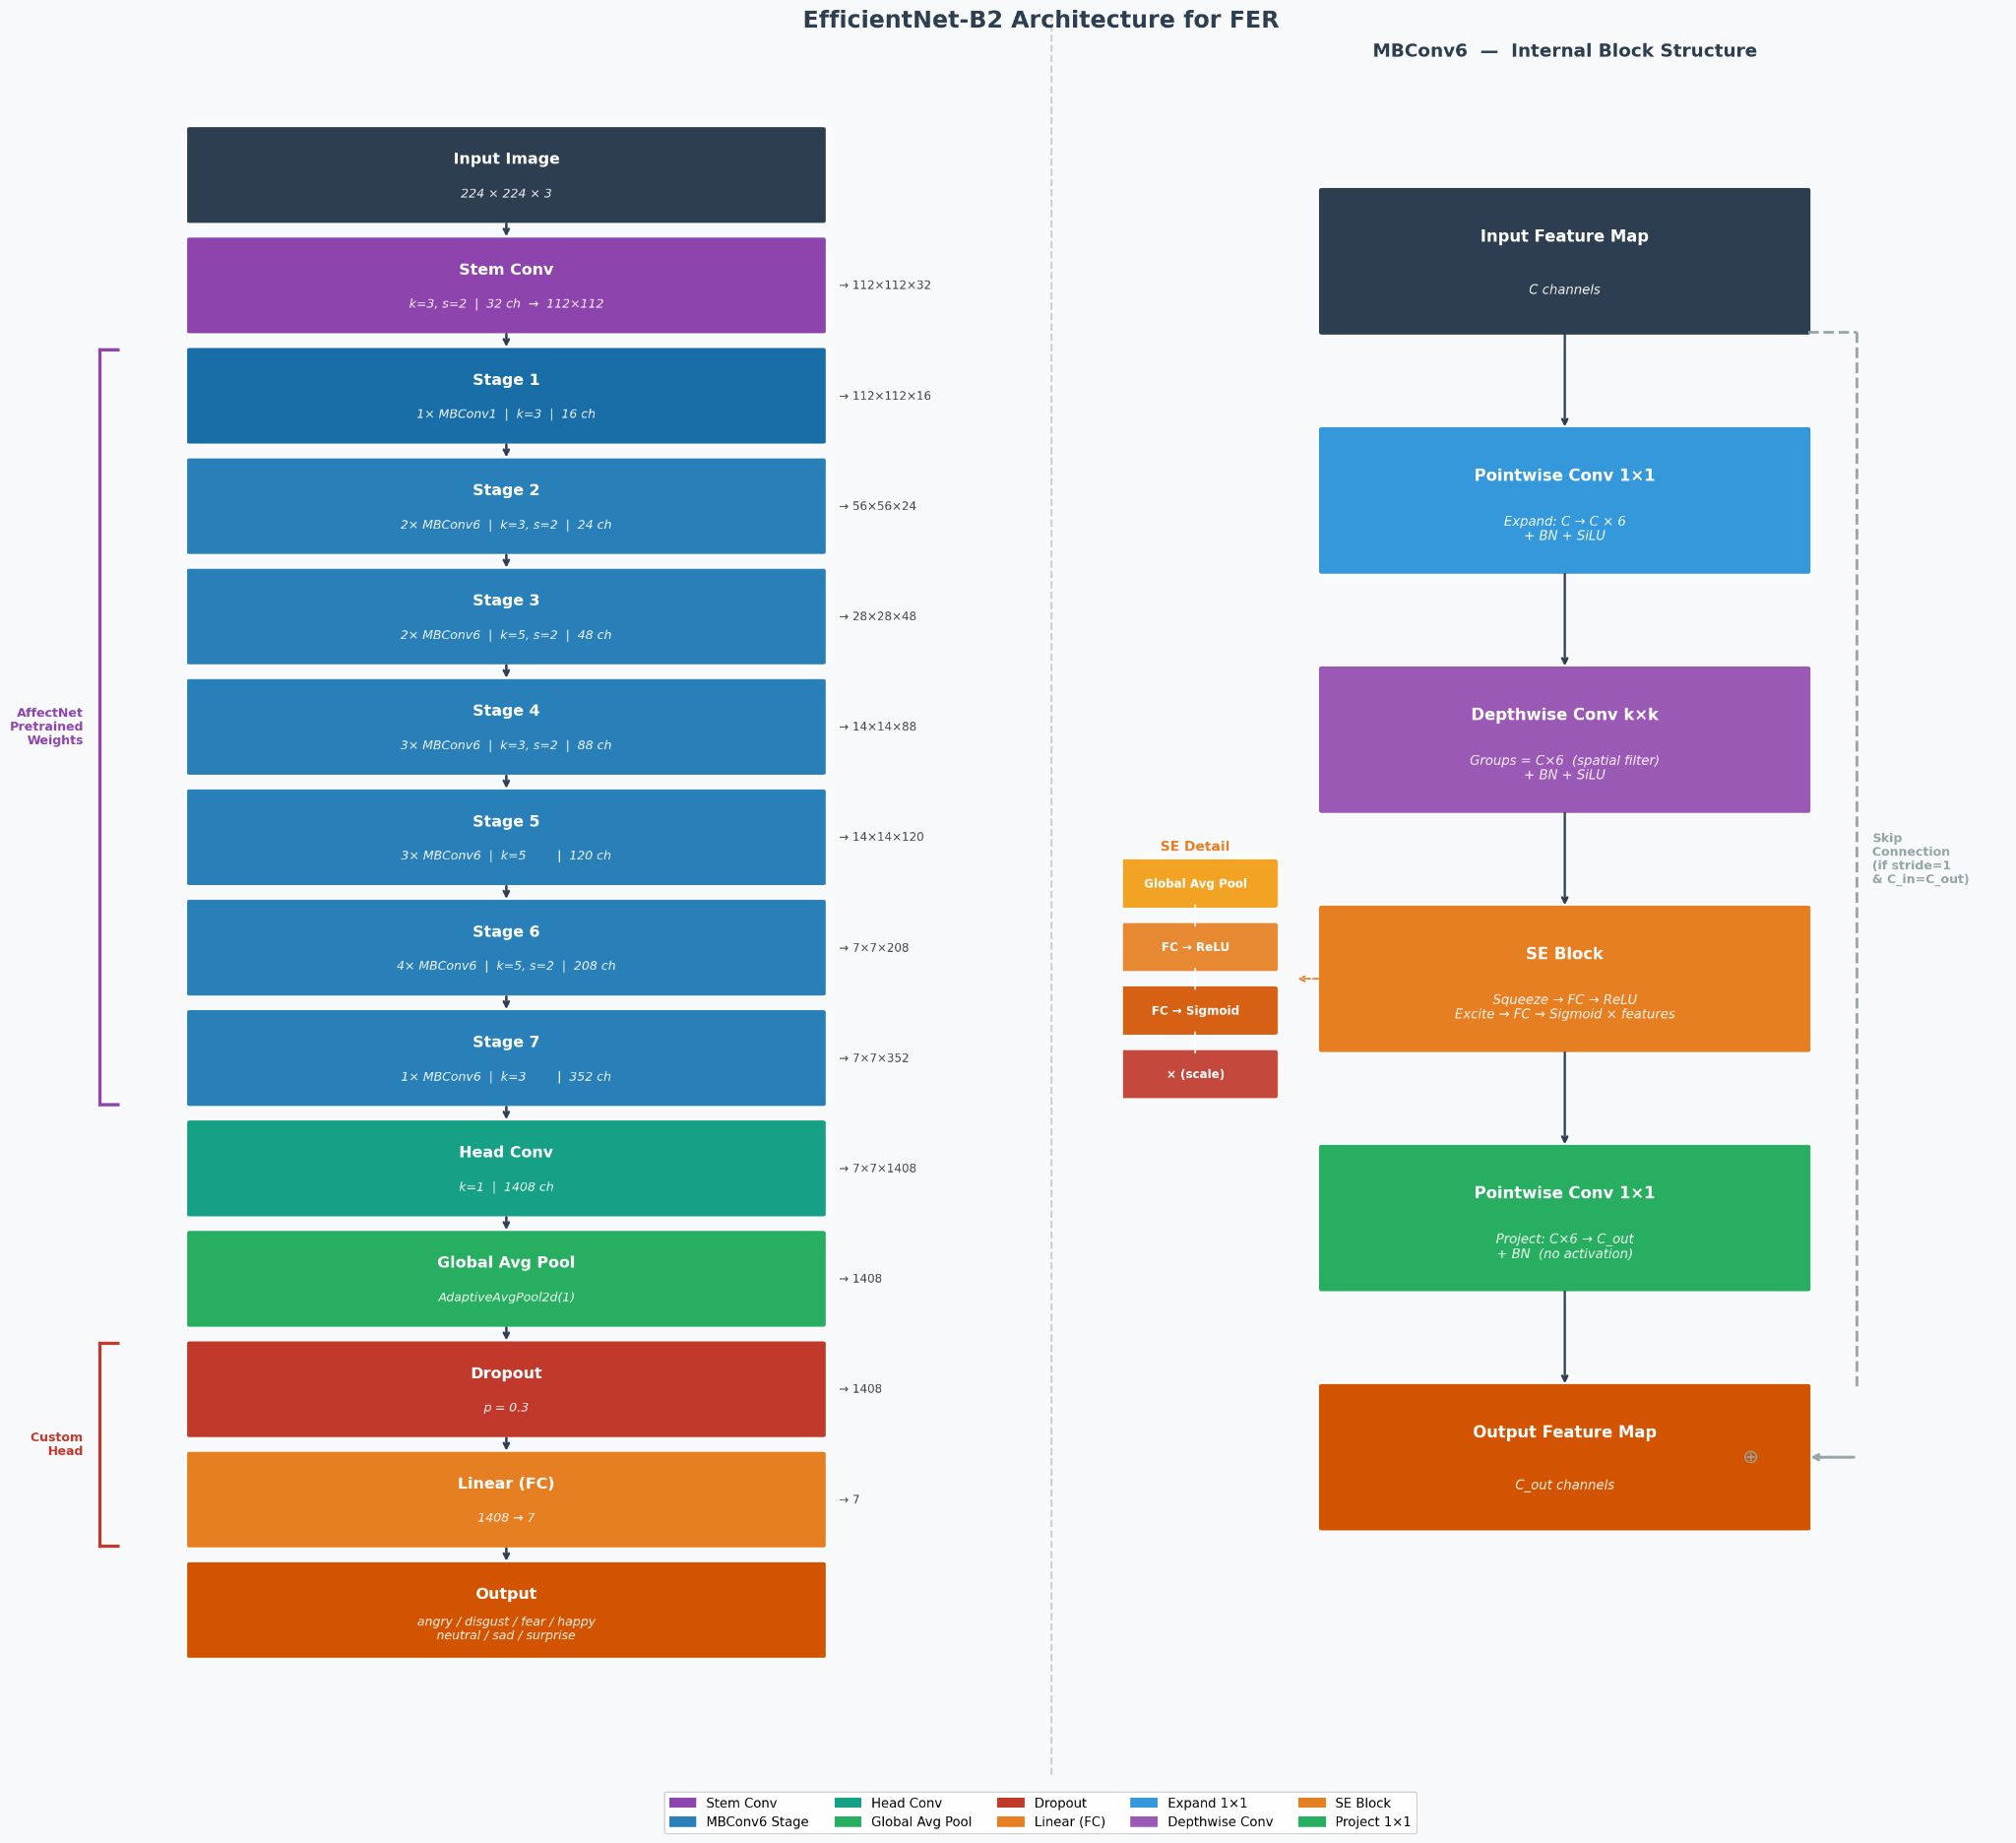 EfficientNet-B2 Architecture for FER
Input Image
224 × 224 × 3
Stem Conv
k=3, s=2 | 32 ch → 112×112
→ 112×112×32
Stage 1
1× MBConv1 | k=3 | 16 ch
→ 112×112×16
Stage 2
2× MBConv6 | k=3, s=2 | 24 ch
→ 56×56×24
Stage 3
2× MBConv6 | k=5, s=2 | 48 ch
→ 28×28×48
Stage 4
3× MBConv6 | k=3, s=2 | 88 ch
→ 14×14×88
AffectNet
Pretrained
Weights
Stage 5
3× MBConv6 | k=5 | 120 ch
→ 14×14×120
Stage 6
4× MBConv6 | k=5, s=2 | 208 ch
→ 7×7×208
Stage 7
1× MBConv6 | k=3 | 352 ch
→ 7×7×352
Head Conv
k=1 | 1408 ch
→ 7×7×1408
Global Avg Pool
AdaptiveAvgPool2d(1)
→ 1408
Dropout
p = 0.3
→ 1408
Custom
Head
Linear (FC)
1408 → 7
→ 7
Output
angry / disgust / fear / happy
neutral / sad / surprise
MBConv6 — Internal Block Structure
Input Feature Map
C channels
Pointwise Conv 1×1
Expand: C → C × 6
+ BN + SiLU
Depthwise Conv k×k
Groups = C×6 (spatial filter)
+ BN + SiLU
SE Detail
Global Avg Pool
FC → ReLU
FC → Sigmoid
× (scale)
SE Block
Squeeze → FC → ReLU
Excite → FC → Sigmoid × features
Skip
Connection
(if stride=1
& C_in=C_out)
Pointwise Conv 1×1
Project: C×6 → C_out
+ BN (no activation)
Output Feature Map
⊕
C_out channels
Stem Conv
MBConv6 Stage
Head Conv
Global Avg Pool
Dropout
Linear (FC)
Expand 1×1
Depthwise Conv
SE Block
Project 1×1